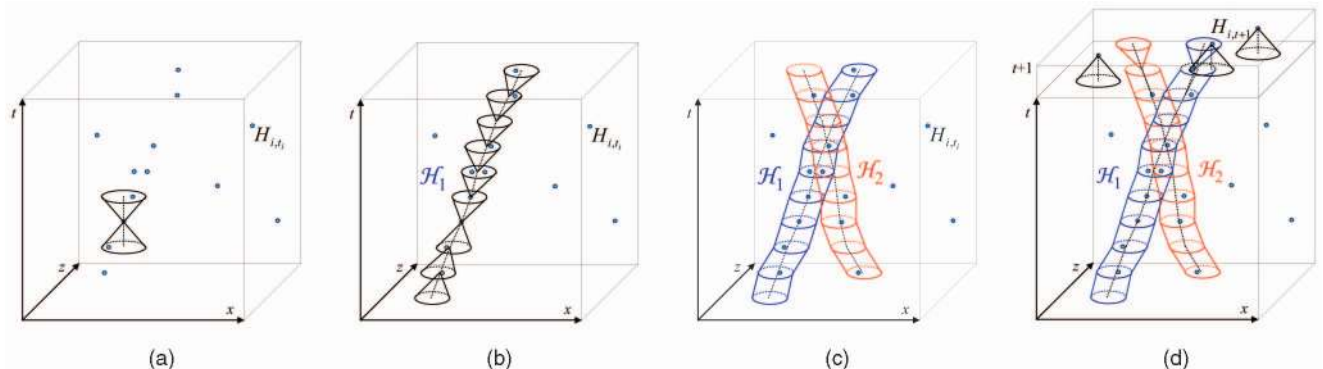 t
H_{i,t_i}
z
x
(a)
t
H_{i,t_i}
ℋ_1
z
x
(b)
t
H_{i,t_i}
ℋ_1
ℋ_2
z
x
(c)
H_{i,t+1}
t+1
t
ℋ_1
ℋ_2
z
x
(d)